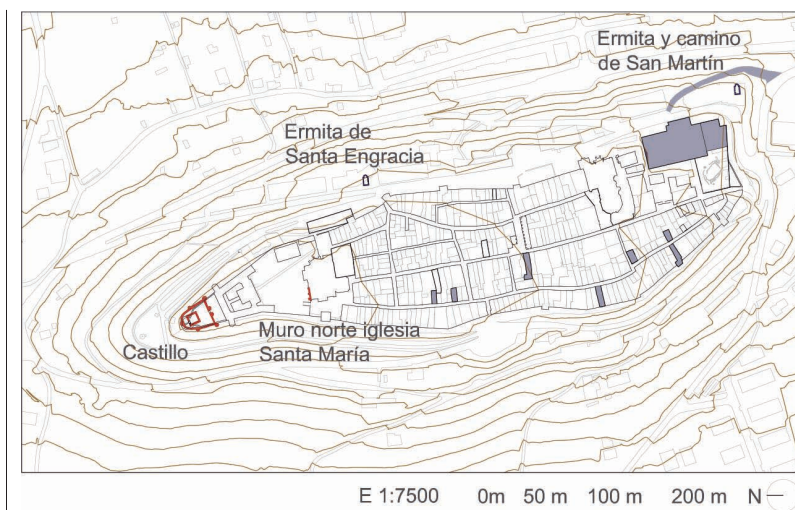 Ermita y camino
de San Martín
Ermita de
Santa Engracia
Muro norte iglesia
Santa María
Castillo
E 1:7500 0m 50 m 100 m 200 m N